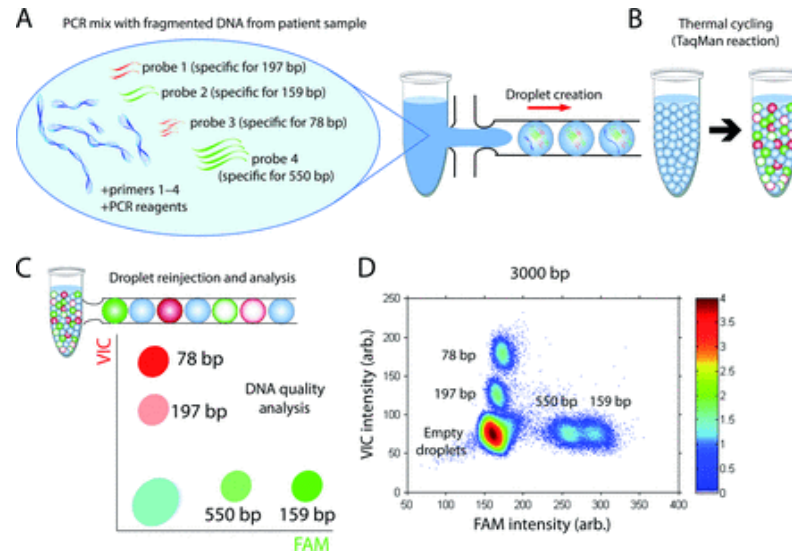 A
PCR mix with fragmented DNA from patient sample
probe 1 (specific for 197 bp)
probe 2 (specific for 159 bp)
probe 3 (specific for 78 bp)
probe 4
(specific for 550 bp)
+primers 1–4
+PCR reagents
Droplet creation
B
Thermal cycling
(TaqMan reaction)
C
Droplet reinjection and analysis
VIC
78 bp
197 bp
DNA quality
analysis
550 bp
159 bp
FAM
D
3000 bp
VIC intensity (arb.)
250
200
150
100
50
0
78 bp
197 bp
Empty
droplets
550 bp
159 bp
50
100
150
200
250
300
350
400
FAM intensity (arb.)
4
3.5
3
2.5
2
1.5
1
0.5
0